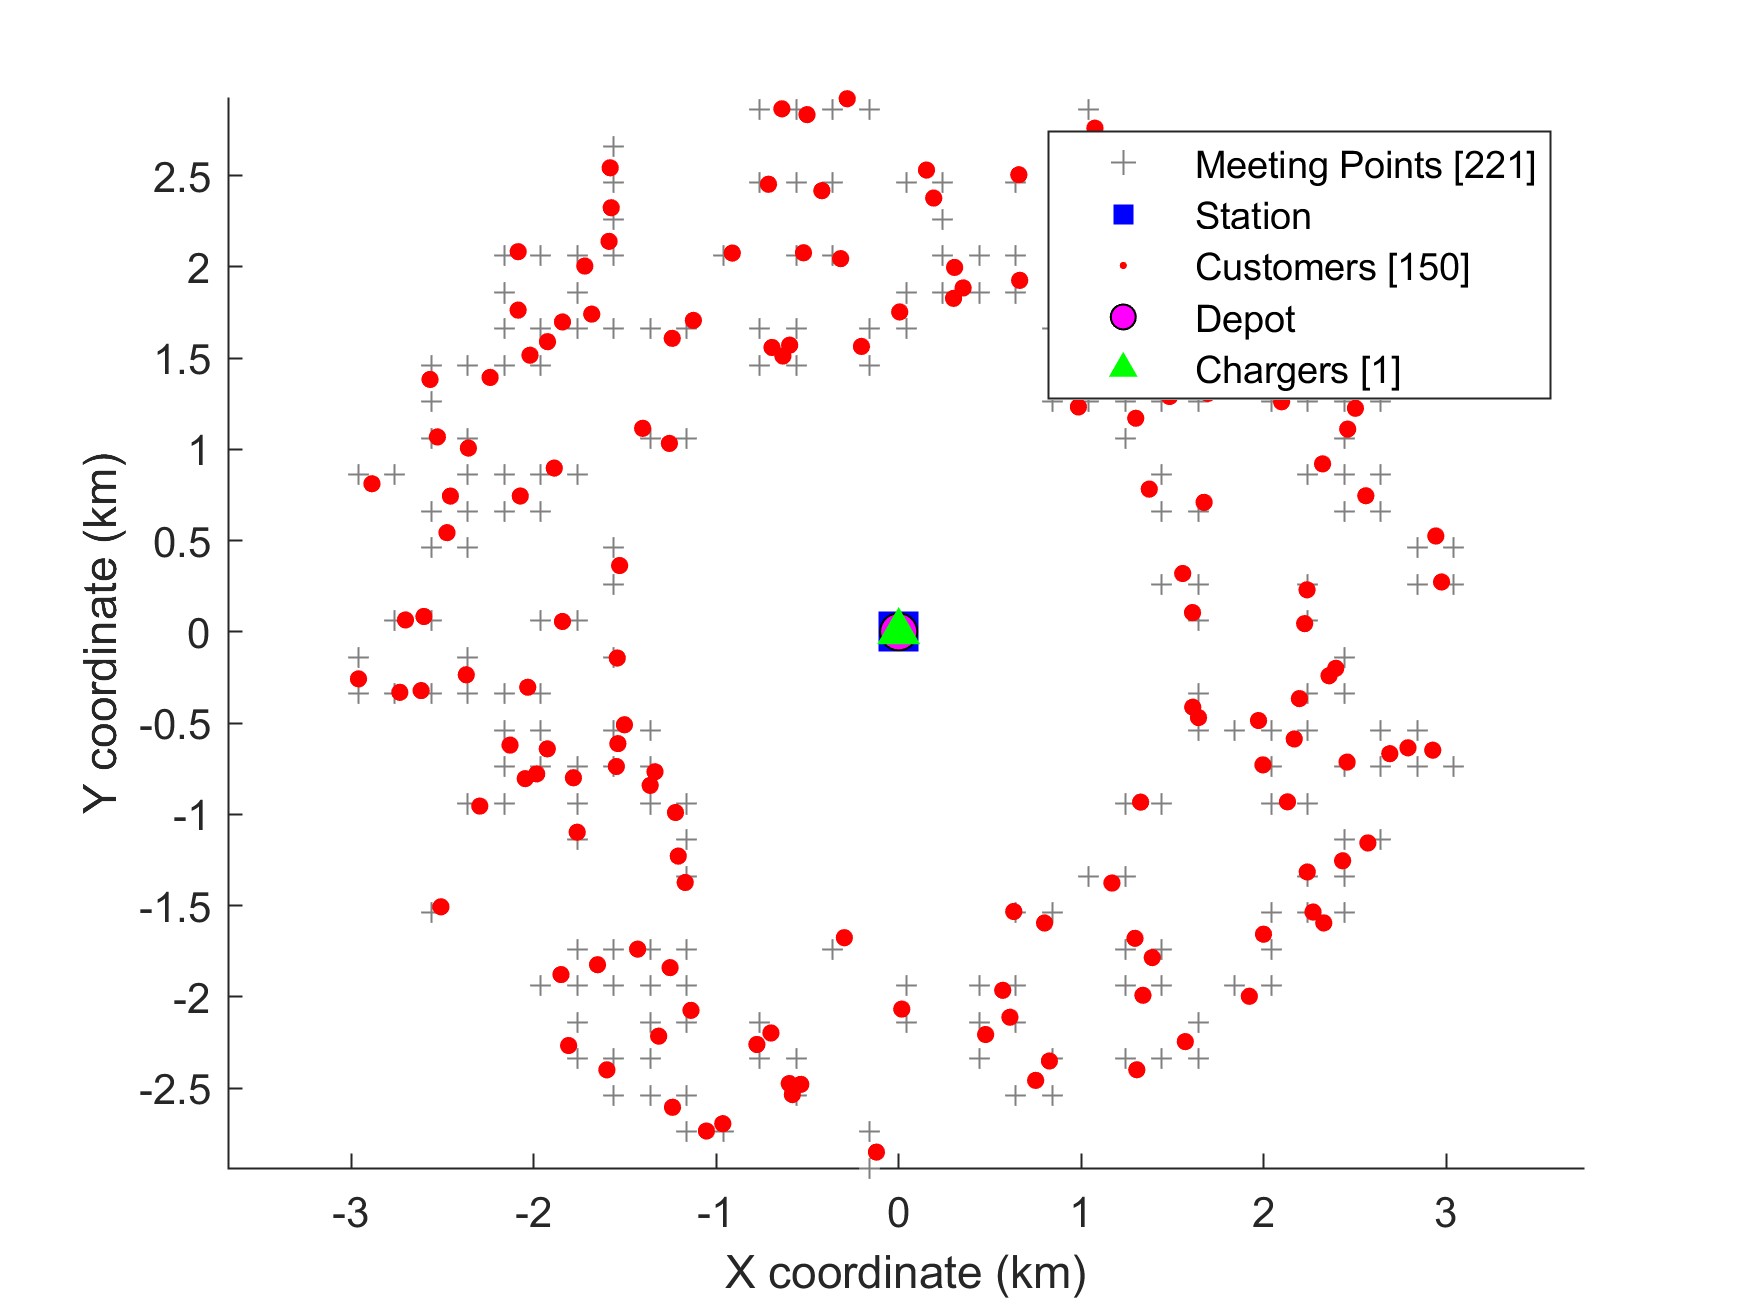 Meeting Points [221]
Station
Customers [150]
Depot
Chargers [1]
2.5
2
1.5
1
0.5
0
-0.5
-1
-1.5
-2
-2.5
Y coordinate (km)
-3 -2 -1 0 1 2 3
X coordinate (km)